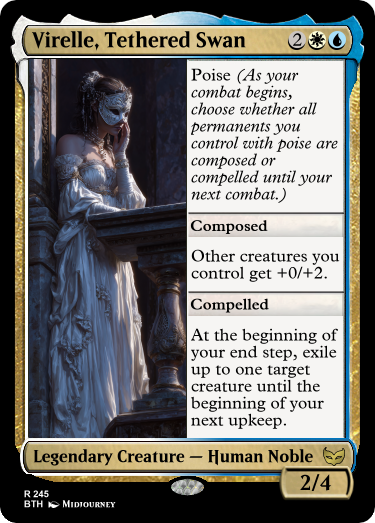 Virelle, Tethered Swan 2
Poise (As your
combat begins,
choose whether all
permanents you
control with poise are
composed or
compelled until your
next combat.)
Composed
Other creatures you
control get +0/+2.
Compelled
At the beginning of
your end step, exile
up to one target
creature until the
beginning of your
next upkeep.
Legendary Creature — Human Noble
2/4
R 245
BTH MIDJOURNEY